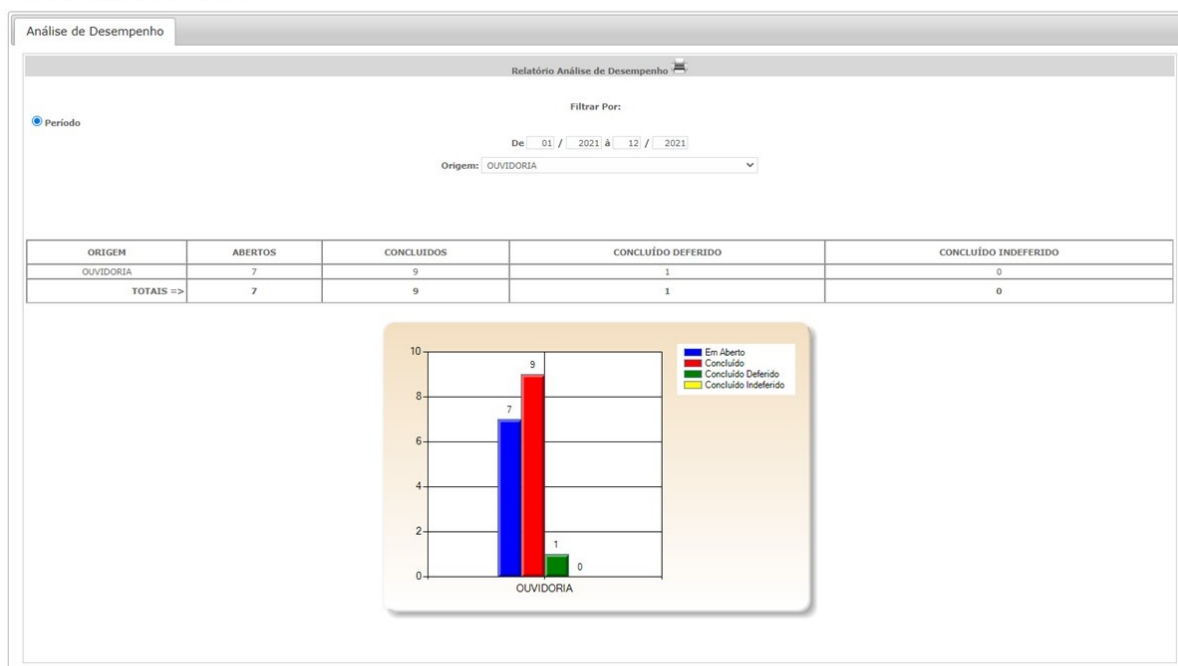 Análise de Desempenho
Relatório Análise de Desempenho
Filtrar Por:
Período
De 01 / 2021 à 12 / 2021
Origem: OUVIDORIA
ORIGEM ABERTOS CONCLUIDOS CONCLUÍDO DEFERIDO CONCLUÍDO INDEFERIDO
OUVIDORIA 7 9 1 0
TOTAIS => 7 9 1 0
10
8
6
4
2
0
7
9
1
0
OUVIDORIA
Em Aberto
Concluído
Concluído Deferido
Concluído Indeferido